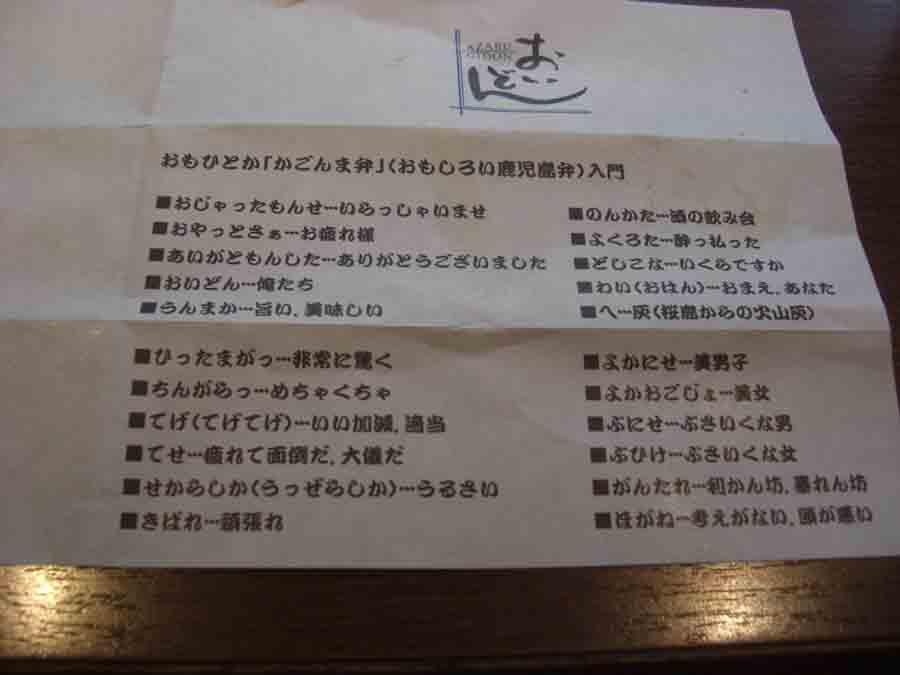 AZABU
OIDON
おいどん
おもひとか「かごんま弁」(おもしろい鹿児島弁)入門
■おじゃったもんせ…いらっしゃいませ
■おやっとさぁ…お疲れ様
■あいがともんした…ありがとうございました
■おいどん…俺たち
■うんまか…旨い、美味しい
■ひったまがっ…非常に驚く
■ちんがらっ…めちゃくちゃ
■てげ(てげてげ)…いい加減、適当
■てせ…疲れて面倒だ、大儀だ
■せからしか(うっぜらしか)…うるさい
■きばれ…頑張れ
■のんかた…酒の飲み会
■よくろた…酔っ払った
■どしこな…いくらですか
■わい(おはん)…おまえ、あなた
■へ…灰(桜島からの火山灰)
■よかにせ…美男子
■よかおごじょ…美女
■ぶにせ…ぶさいくな男
■ぶひけ…ぶさいくな女
■がんたれ…利かん坊、暴れん坊
■ほがね…考えがない、頭が悪い